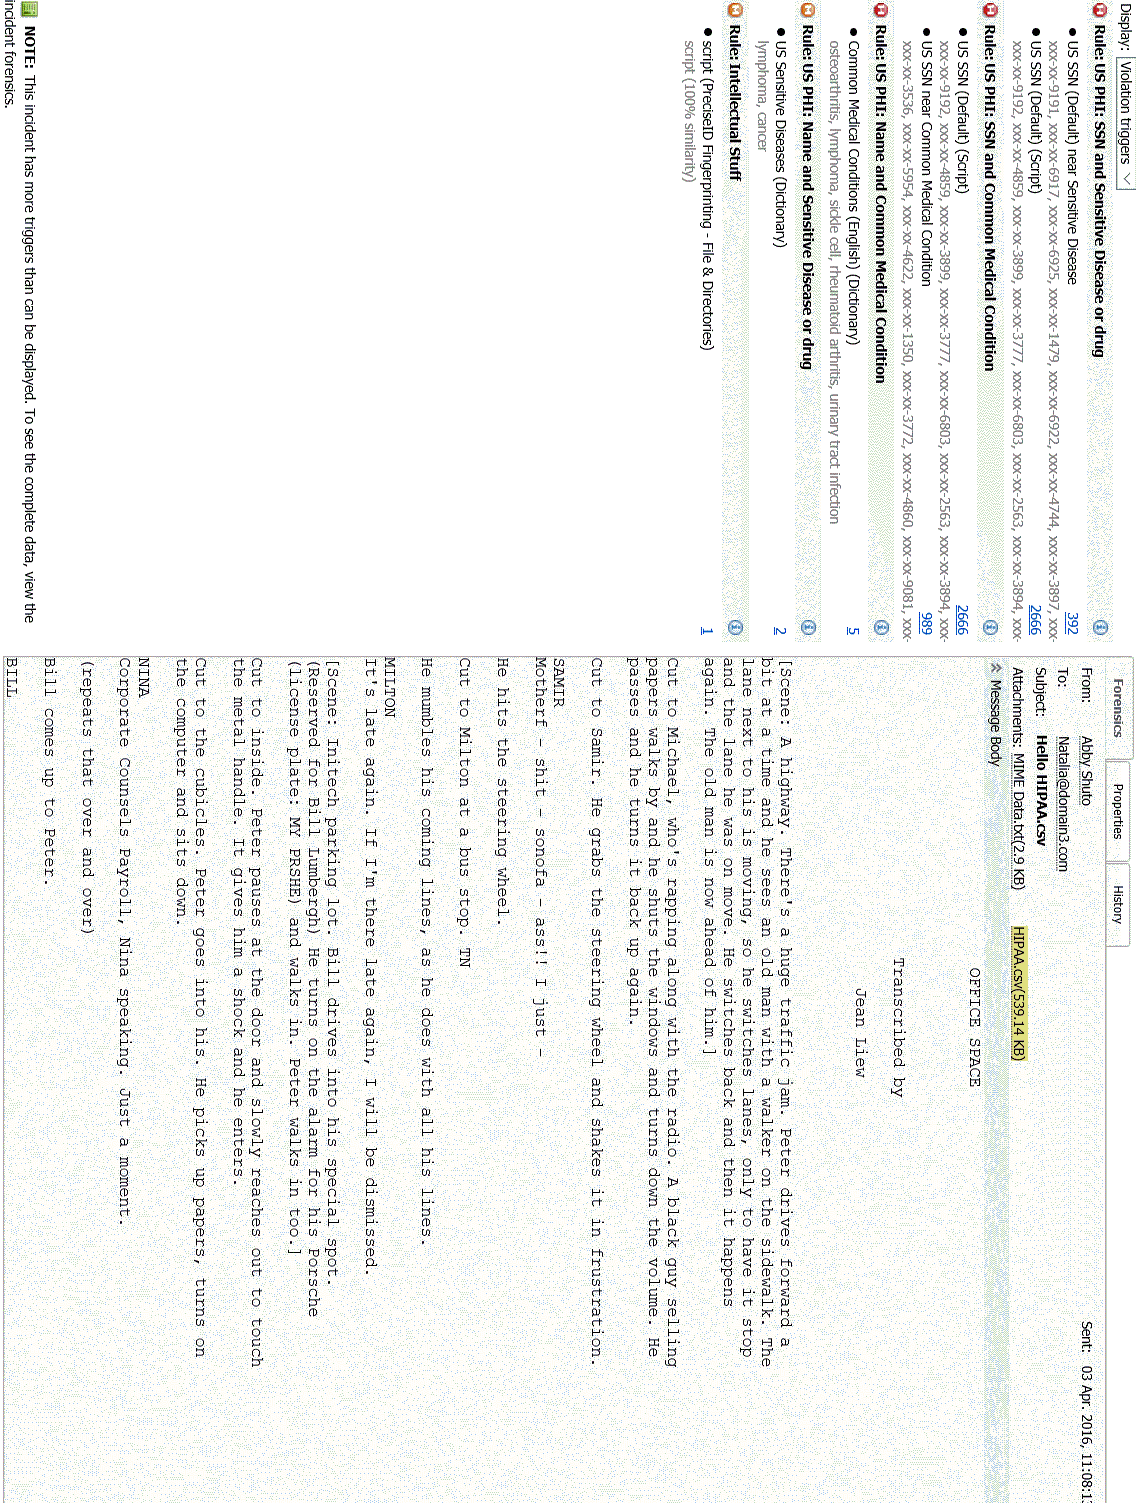 Display: Violation triggers
Rule: US PHI: SSN and Sensitive Disease or drug
US SSN (Default) near Sensitive Disease 392
xxx-xx-9191, xxx-xx-6917, xxx-xx-6925, xxx-xx-1479, xxx-xx-6922, xxx-xx-4744, xxx-xx-3897, xxx-
US SSN (Default) (Script) 2666
xxx-xx-9192, xxx-xx-4859, xxx-xx-3899, xxx-xx-3777, xxx-xx-6803, xxx-xx-2563, xxx-xx-3894, xxx-
Rule: US PHI: SSN and Common Medical Condition
US SSN (Default) (Script) 2666
xxx-xx-9192, xxx-xx-4859, xxx-xx-3899, xxx-xx-3777, xxx-xx-6803, xxx-xx-2563, xxx-xx-3894, xxx-
US SSN near Common Medical Condition 989
xxx-xx-3536, xxx-xx-5954, xxx-xx-4622, xxx-xx-1350, xxx-xx-3772, xxx-xx-4860, xxx-xx-9081, xxx-
Rule: US PHI: Name and Common Medical Condition
Common Medical Conditions (English) (Dictionary) 5
osteoarthritis, lymphoma, sickle cell, rheumatoid arthritis, urinary tract infection
Rule: US PHI: Name and Sensitive Disease or drug
US Sensitive Diseases (Dictionary) 2
lymphoma, cancer
Rule: Intellectual Stuff
script (PreciseID Fingerprinting - File & Directories) 1
script (100% similarity)
NOTE: This incident has more triggers than can be displayed. To see the complete data, view the
incident forensics.
Forensics Properties History
From: Abby Shuto Sent: 03 Apr. 2016, 11:08:13
To: Natalia@domain3.com
Subject: Hello HIPAA.csv
Attachments: MIME Data.txt(2.9 KB) HIPAA.csv(539.14 KB)
Message Body
OFFICE SPACE
Transcribed by
Jean Liew
[Scene: A highway. There's a huge traffic jam. Peter drives forward a
bit at a time and he sees an old man with a walker on the sidewalk. The
lane next to his is moving, so he switches lanes, only to have it stop
and the lane he was on move. He switches back and then it happens
again. The old man is now ahead of him.]
Cut to Michael, who's rapping along with the radio. A black guy selling
papers walks by and he shuts the windows and turns down the volume. He
passes and he turns it back up again.
Cut to Samir. He grabs the steering wheel and shakes it in frustration.
SAMIR
Motherf - shit - sonofa - ass!! I just -
He hits the steering wheel.
Cut to Milton at a bus stop. TN
He mumbles his coming lines, as he does with all his lines.
MILTON
It's late again. If I'm there late again, I will be dismissed.
[Scene: Initech parking lot. Bill drives into his special spot.
(Reserved for Bill Lumbergh) He turns on the alarm for his Porsche
(license plate: MY PRSHE) and walks in. Peter walks in too.]
Cut to inside. Peter pauses at the door and slowly reaches out to touch
the metal handle. It gives him a shock and he enters.
Cut to the cubicles. Peter goes into his. He picks up papers, turns on
the computer and sits down.
NINA
Corporate Counsels Payroll, Nina speaking. Just a moment.
(repeats that over and over)
Bill comes up to Peter.
BILL